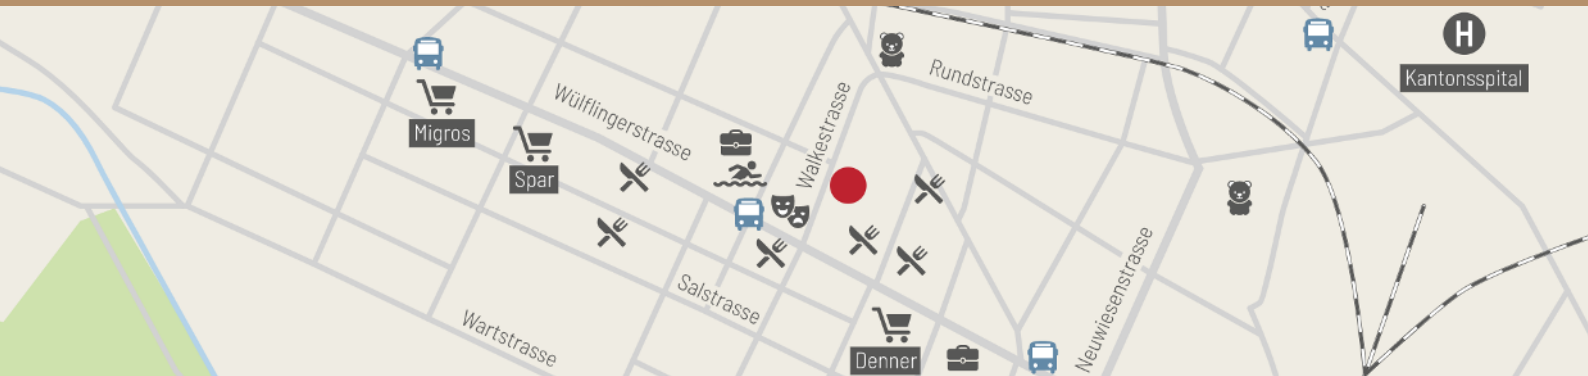 H
Kantonsspital
Rundstrasse
Wülflingerstrasse
Migros
Walkestrasse
Spar
Salstrasse
Neuwiesenstrasse
Wartstrasse
Denner